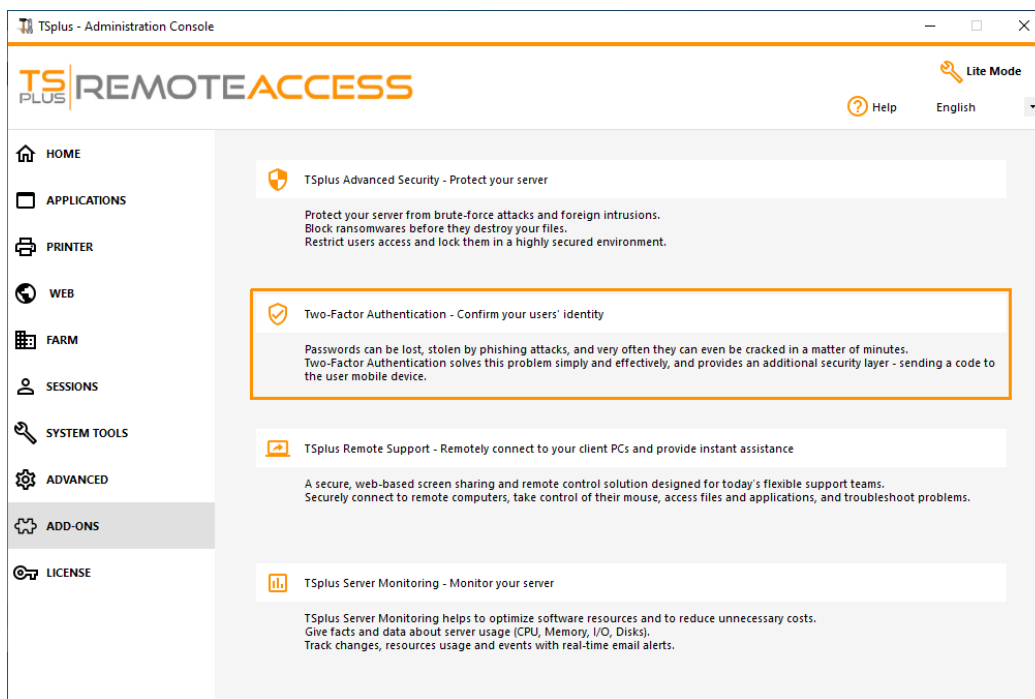 TSplus - Administration Console
TS PLUS REMOTEACCESS
Lite Mode
Help
English
HOME
APPLICATIONS
PRINTER
WEB
FARM
SESSIONS
SYSTEM TOOLS
ADVANCED
ADD-ONS
LICENSE
TSplus Advanced Security - Protect your server
Protect your server from brute-force attacks and foreign intrusions.
Block ransomwares before they destroy your files.
Restrict users access and lock them in a highly secured environment.
Two-Factor Authentication - Confirm your users' identity
Passwords can be lost, stolen by phishing attacks, and very often they can even be cracked in a matter of minutes.
Two-Factor Authentication solves this problem simply and effectively, and provides an additional security layer - sending a code to
the user mobile device.
TSplus Remote Support - Remotely connect to your client PCs and provide instant assistance
A secure, web-based screen sharing and remote control solution designed for today's flexible support teams.
Securely connect to remote computers, take control of their mouse, access files and applications, and troubleshoot problems.
TSplus Server Monitoring - Monitor your server
TSplus Server Monitoring helps to optimize software resources and to reduce unnecessary costs.
Give facts and data about server usage (CPU, Memory, I/O, Disks).
Track changes, resources usage and events with real-time email alerts.